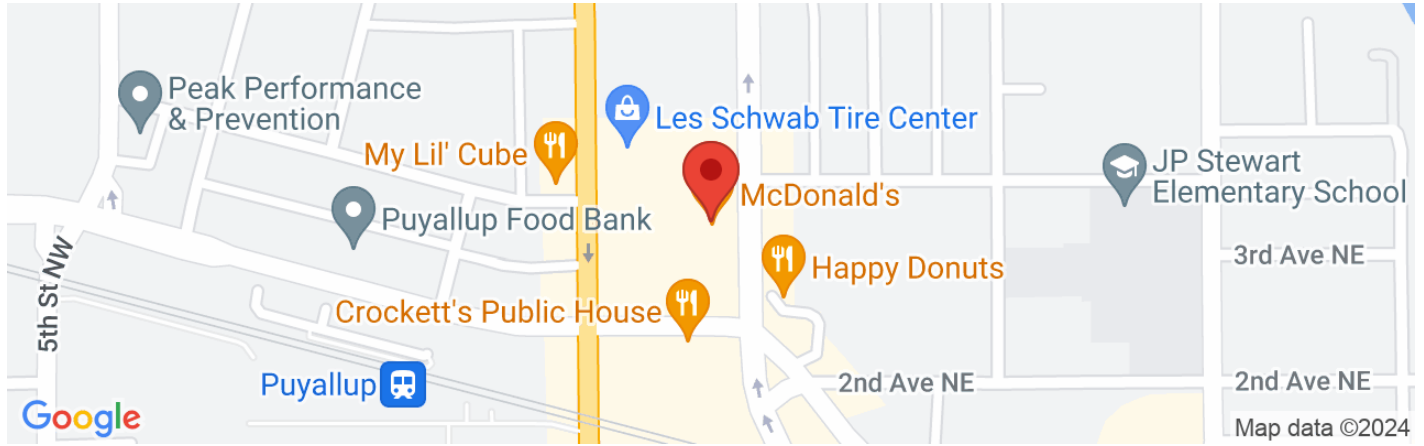 Peak Performance
& Prevention
Les Schwab Tire Center
My Lil' Cube
JP Stewart
Elementary School
McDonald's
Puyallup Food Bank
3rd Ave NE
Happy Donuts
5th St NW
Crockett's Public House
Puyallup
2nd Ave NE
2nd Ave NE
Google
Map data ©2024